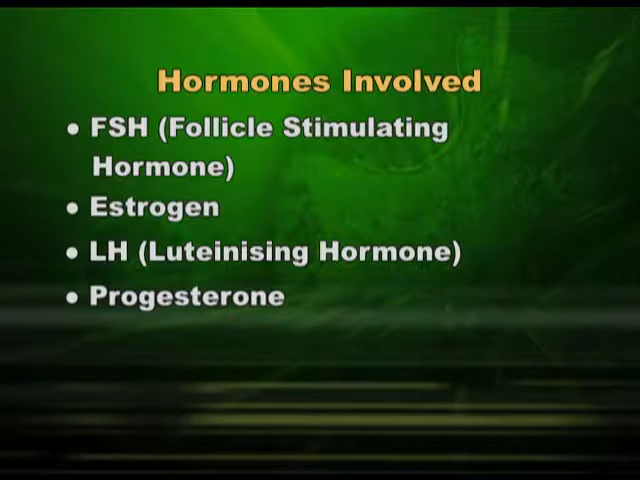 Hormones Involved
• FSH (Follicle Stimulating
Hormone)
• Estrogen
• LH (Luteinising Hormone)
• Progesterone